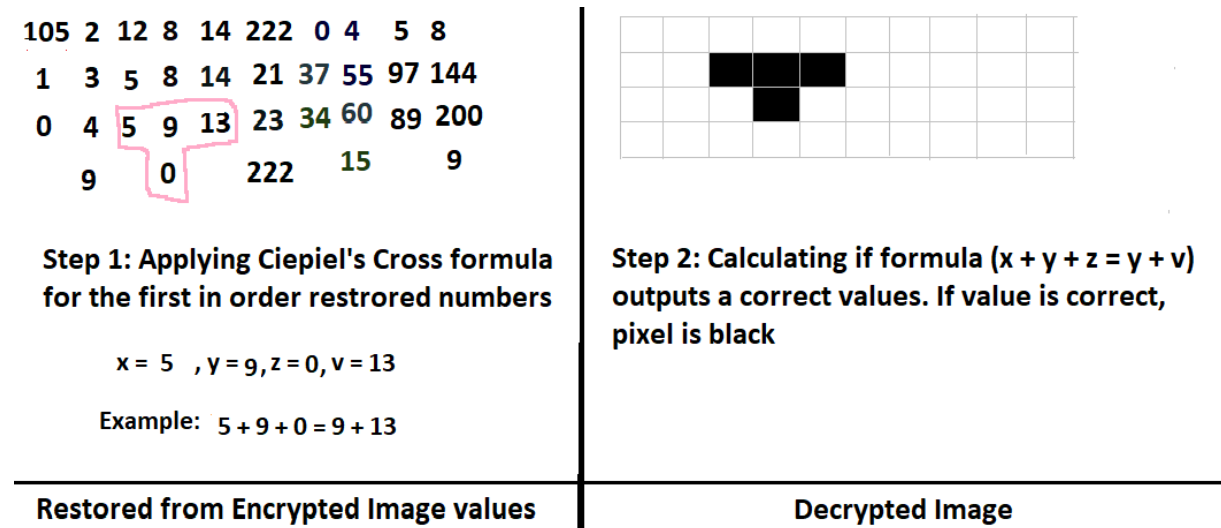 105 2 12 8 14 222 0 4 5 8
1 3 5 8 14 21 37 55 97 144
0 4 5 9 13 23 34 60 89 200
9 0 222 15 9
Step 1: Applying Ciepiel's Cross formula
for the first in order restrored numbers
x = 5 , y = 9, z = 0, v = 13
Example: 5 + 9 + 0 = 9 + 13
Restored from Encrypted Image values
Step 2: Calculating if formula (x + y + z = y + v)
outputs a correct values. If value is correct,
pixel is black
Decrypted Image